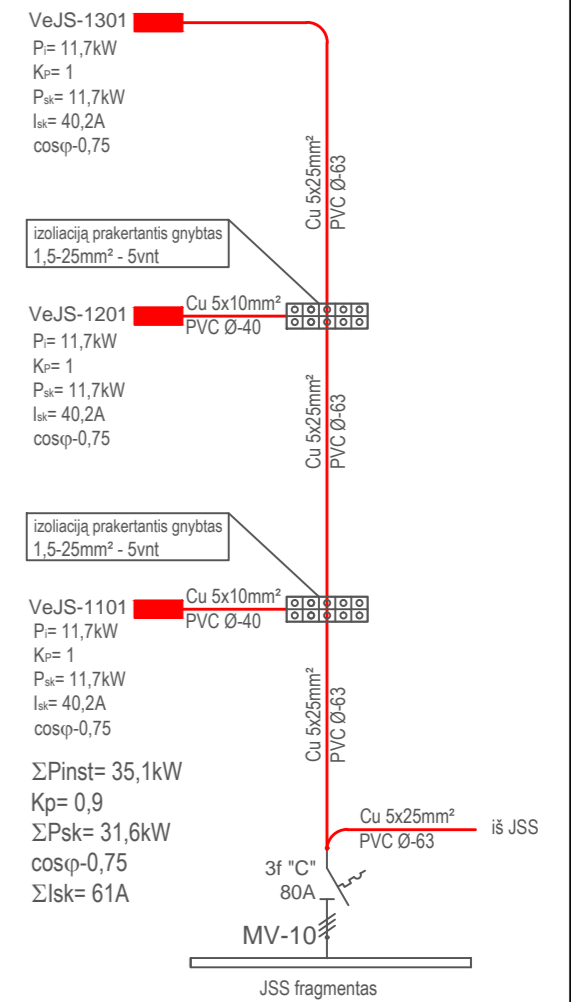 VeJS-1301
Pi= 11,7kW
KP= 1
Psk= 11,7kW
Isk= 40,2A
cosφ-0,75
Cu 5x25mm²
PVC Ø-63
izoliaciją prakertantis gnybtas
1,5-25mm² - 5vnt
VeJS-1201
Cu 5x10mm²
PVC Ø-40
Pi= 11,7kW
KP= 1
Psk= 11,7kW
Isk= 40,2A
cosφ-0,75
Cu 5x25mm²
PVC Ø-63
izoliaciją prakertantis gnybtas
1,5-25mm² - 5vnt
VeJS-1101
Cu 5x10mm²
PVC Ø-40
Pi= 11,7kW
KP= 1
Psk= 11,7kW
Isk= 40,2A
cosφ-0,75
Cu 5x25mm²
PVC Ø-63
ΣPinst= 35,1kW
Kp= 0,9
ΣPsk= 31,6kW
cosφ-0,75
ΣIsk= 61A
Cu 5x25mm²
PVC Ø-63
iš JSS
3f "C"
80A
MV-10
JSS fragmentas